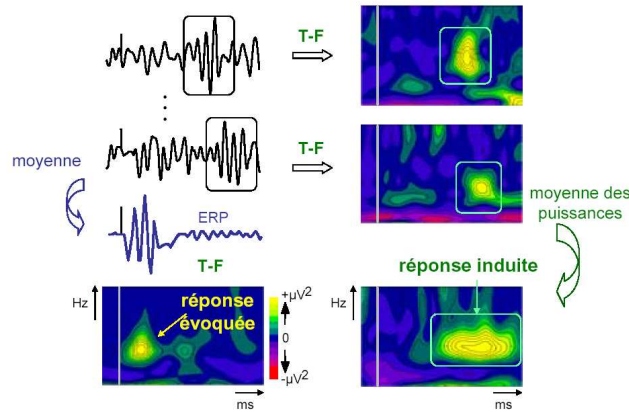 T-F
T-F
moyenne
ERP
moyenne des
puissances
T-F
réponse induite
Hz
réponse
évoquée
+µV²
0
-µV²
ms
Hz
ms